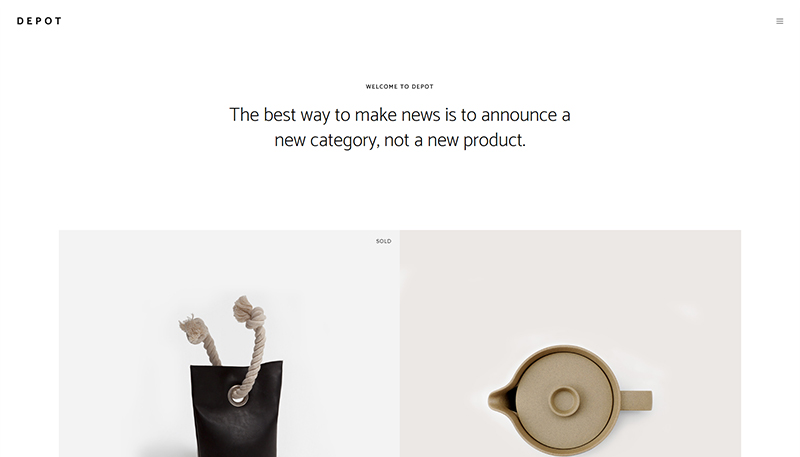 DEPOT
WELCOME TO DEPOT
The best way to make news is to announce a
new category, not a new product.
SOLD